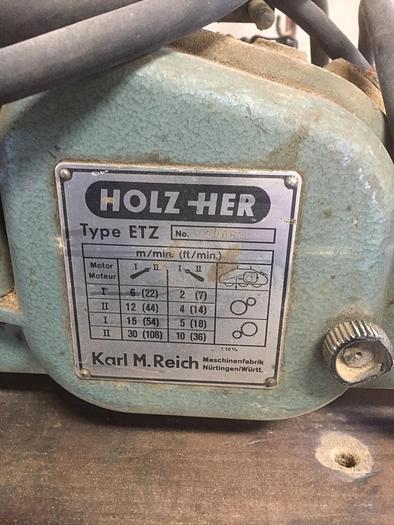 HOLZ-HER
Type ETZ No.
m/min. (ft/min.)
Motor Moteur I II I II
I 6 (22) 2 (7)
II 12 (44) 4 (14)
I 15 (54) 5 (18)
II 30 (108) 10 (36)
± 10%
Karl M. Reich Maschinenfabrik
Nürtingen/Württ.